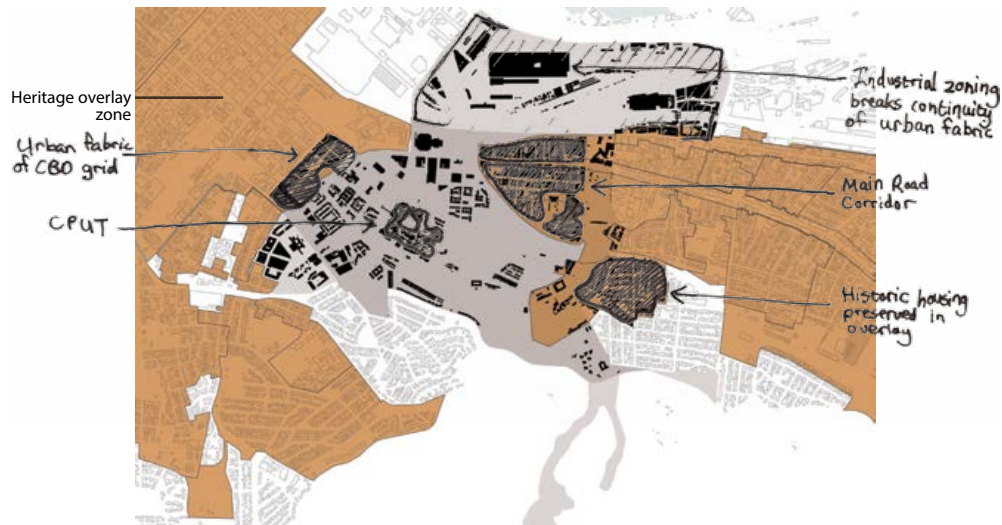 Heritage overlay
zone
Urban fabric
of CBD grid
CPUT
Industrial zoning
breaks continuity
of urban fabric
Main Road
Corridor
Historic housing
preserved in
overlay